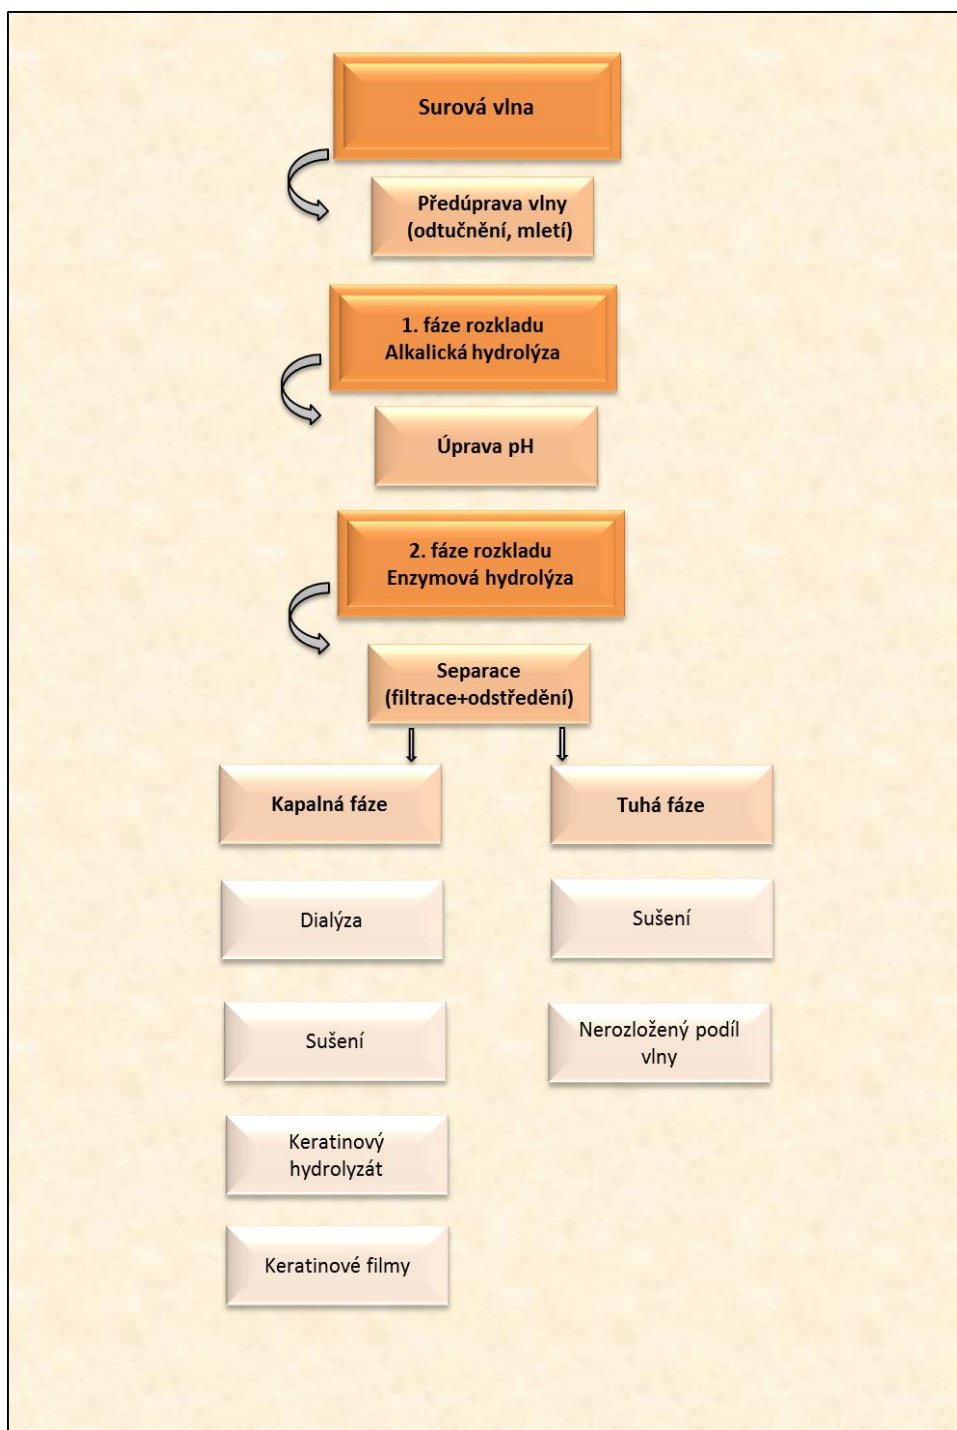 Surová vlna
Předúprava vlny
(odtučnění, mletí)
1. fáze rozkladu
Alkalická hydrolýza
Úprava pH
2. fáze rozkladu
Enzymová hydrolýza
Separace
(filtrace+odstředění)
Kapalná fáze
Tuhá fáze
Dialýza
Sušení
Sušení
Nerozložený podíl
vlny
Keratinový
hydrolyzát
Keratinové filmy